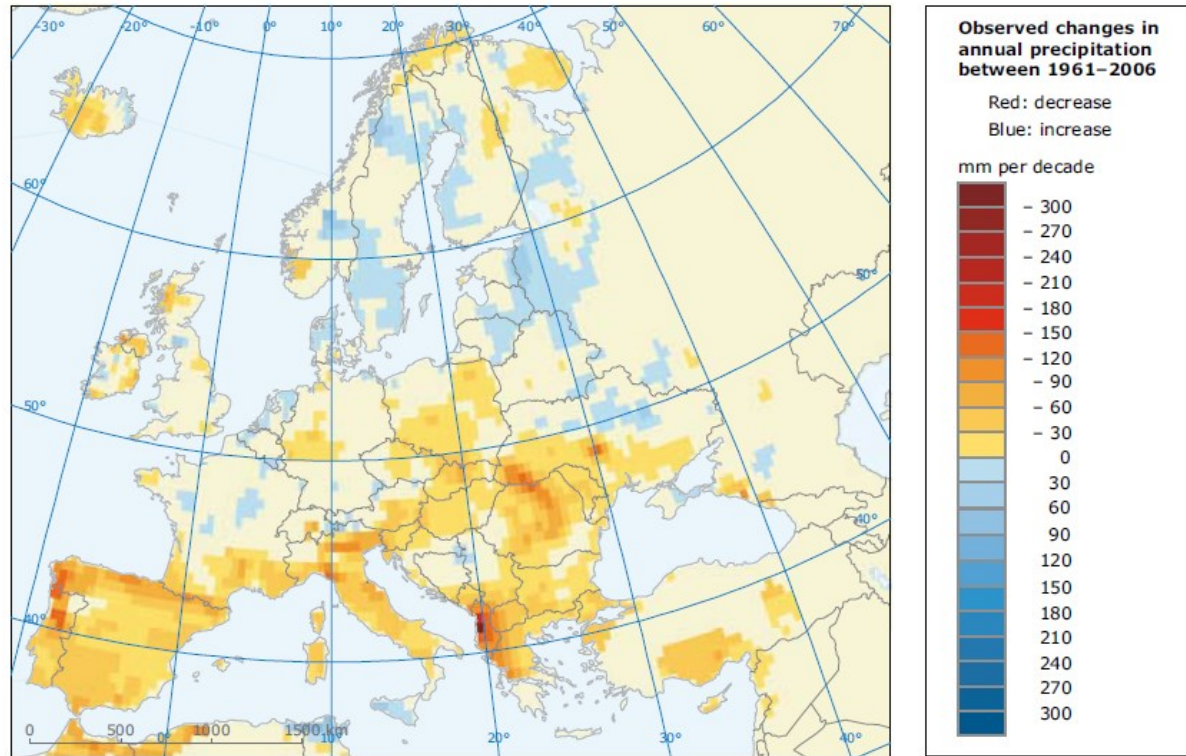 -30° -20° -10° 0° 10° 20° 30° 40° 50° 60° 70°
60°
50°
50°
40°
40°
0 500 1000 1500 km
0° 10° 20° 30° 40°
Observed changes in
annual precipitation
between 1961–2006
Red: decrease
Blue: increase
mm per decade
– 300
– 270
– 240
– 210
– 180
– 150
– 120
– 90
– 60
– 30
0
30
60
90
120
150
180
210
240
270
300